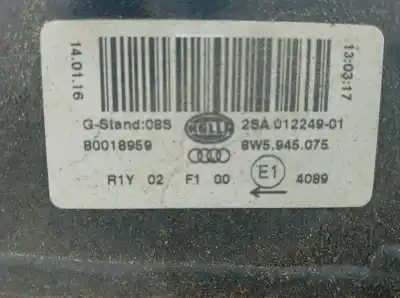 14.01.16
13:03:17
G-Stand:08S HELLA 2SA.012249-01
80018959 8W5.945.075
R1Y 02 F1 00 E1 4089